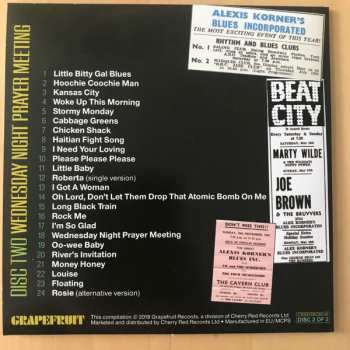 DISC TWO WEDNESDAY NIGHT PRAYER MEETING
1 Little Bitty Gal Blues
2 Hoochie Coochie Man
3 Kansas City
4 Woke Up This Morning
5 Stormy Monday
6 Cabbage Greens
7 Chicken Shack
8 Haitian Fight Song
9 I Need Your Loving
10 Please Please Please
11 Little Baby
12 Roberta (single version)
13 I Got A Woman
14 Oh Lord, Don't Let Them Drop That Atomic Bomb On Me
15 Long Black Train
16 Rock Me
17 I'm So Glad
18 Wednesday Night Prayer Meeting
19 Oo-wee Baby
20 River's Invitation
21 Money Honey
22 Louise
23 Floating
24 Rosie (alternative version)
ALEXIS KORNER'S
BLUES INCORPORATED
THE MOST EXCITING EVENT OF THIS YEAR!
RHYTHM AND BLUES CLUBS
No. 1
No. 2
BEAT
CITY
MARTY WILDE
JOE
BROWN
& THE BRUVVERS
ALEX KORNER'S
BLUES INCORPORATED
DON'T MISS THIS!!
ALEXIS KORNER'S
BLUES INC.
THE CAVERN CLUB
GRAPEFRUIT
This compilation ℗ 2019 Grapefruit Records, a division of Cherry Red Records Ltd
Marketed and distributed by Cherry Red Records Ltd • Manufactured in EU/MCPS
DISC 2 OF 3